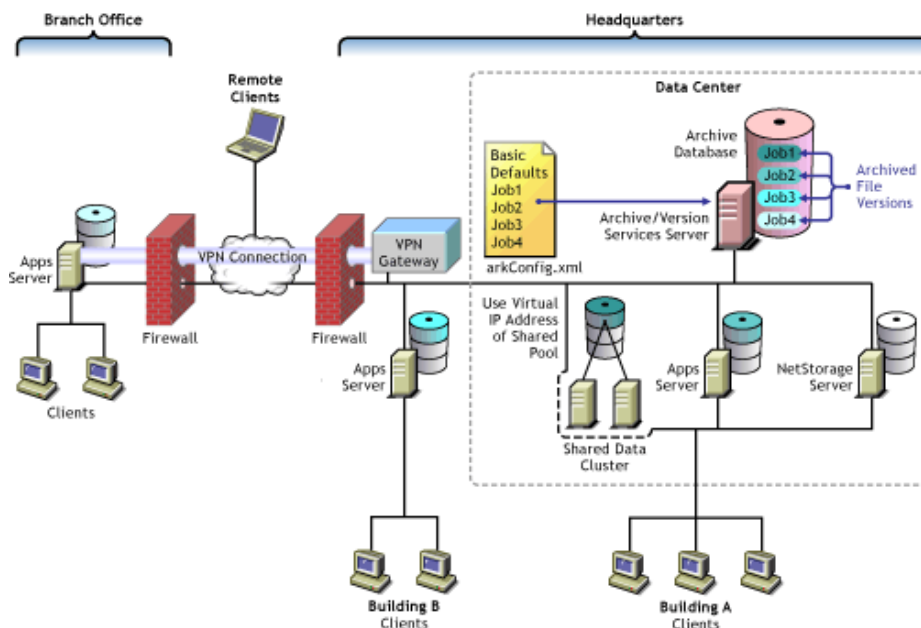 Branch Office
Headquarters
Remote
Clients
Data Center
Archive
Database
Job1
Job2
Job3
Job4
Archived
File
Versions
Basic
Defaults
Job1
Job2
Job3
Job4
arkConfig.xml
Archive/Version
Services Server
Apps
Server
VPN Connection
VPN
Gateway
Firewall
Firewall
Clients
Apps
Server
Use Virtual
IP Address
of Shared
Pool
Apps
Server
NetStorage
Server
Shared Data
Cluster
Building B
Clients
Building A
Clients